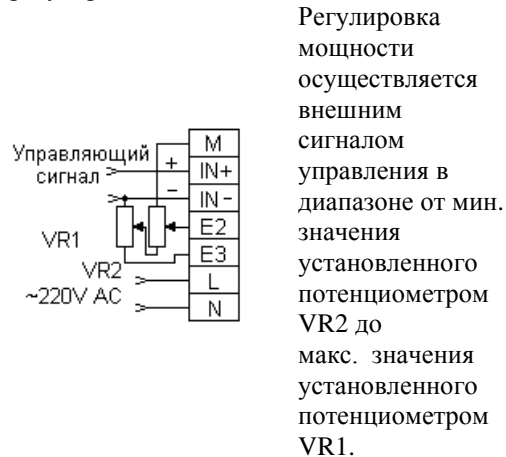 Управляющий
сигнал
+
−
VR1
VR2
~220V AC
M
IN+
IN-
E2
E3
L
N
Регулировка
мощности
осуществляется
внешним
сигналом
управления в
диапазоне от мин.
значения
установленного
потенциометром
VR2 до
макс. значения
установленного
потенциометром
VR1.